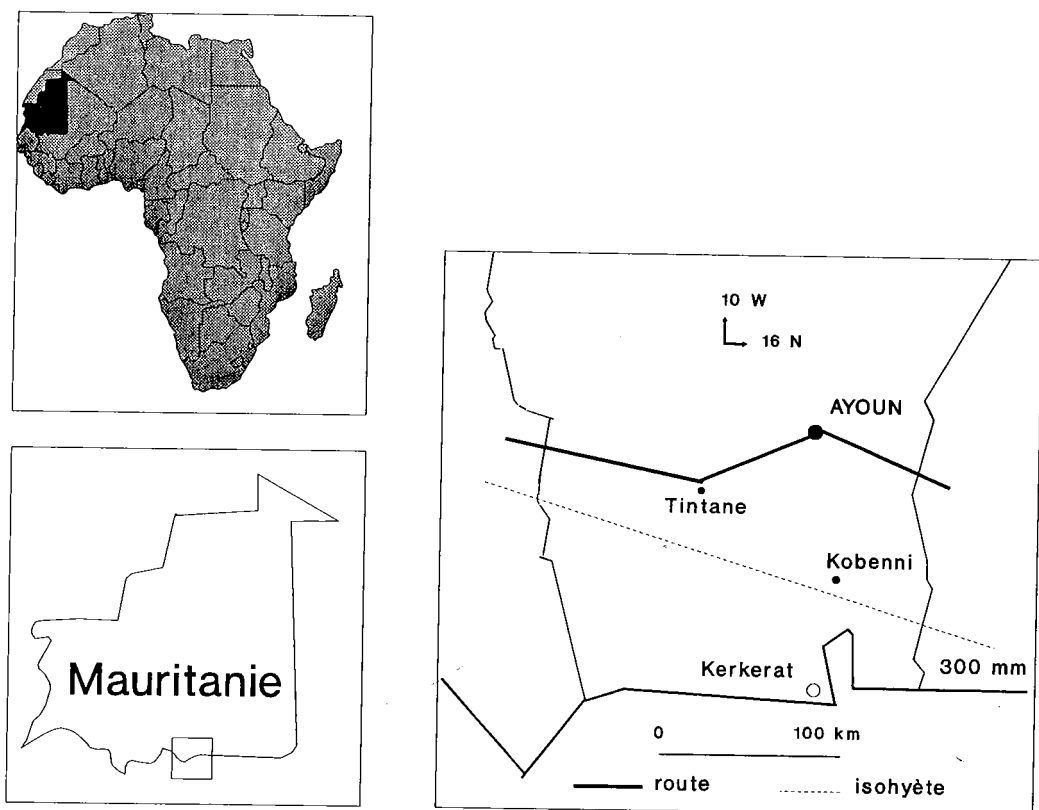 Mauritanie
10 W
16 N
AYOUN
Tintane
Kobenni
Kerkerat
300 mm
0 100 km
route isohyète